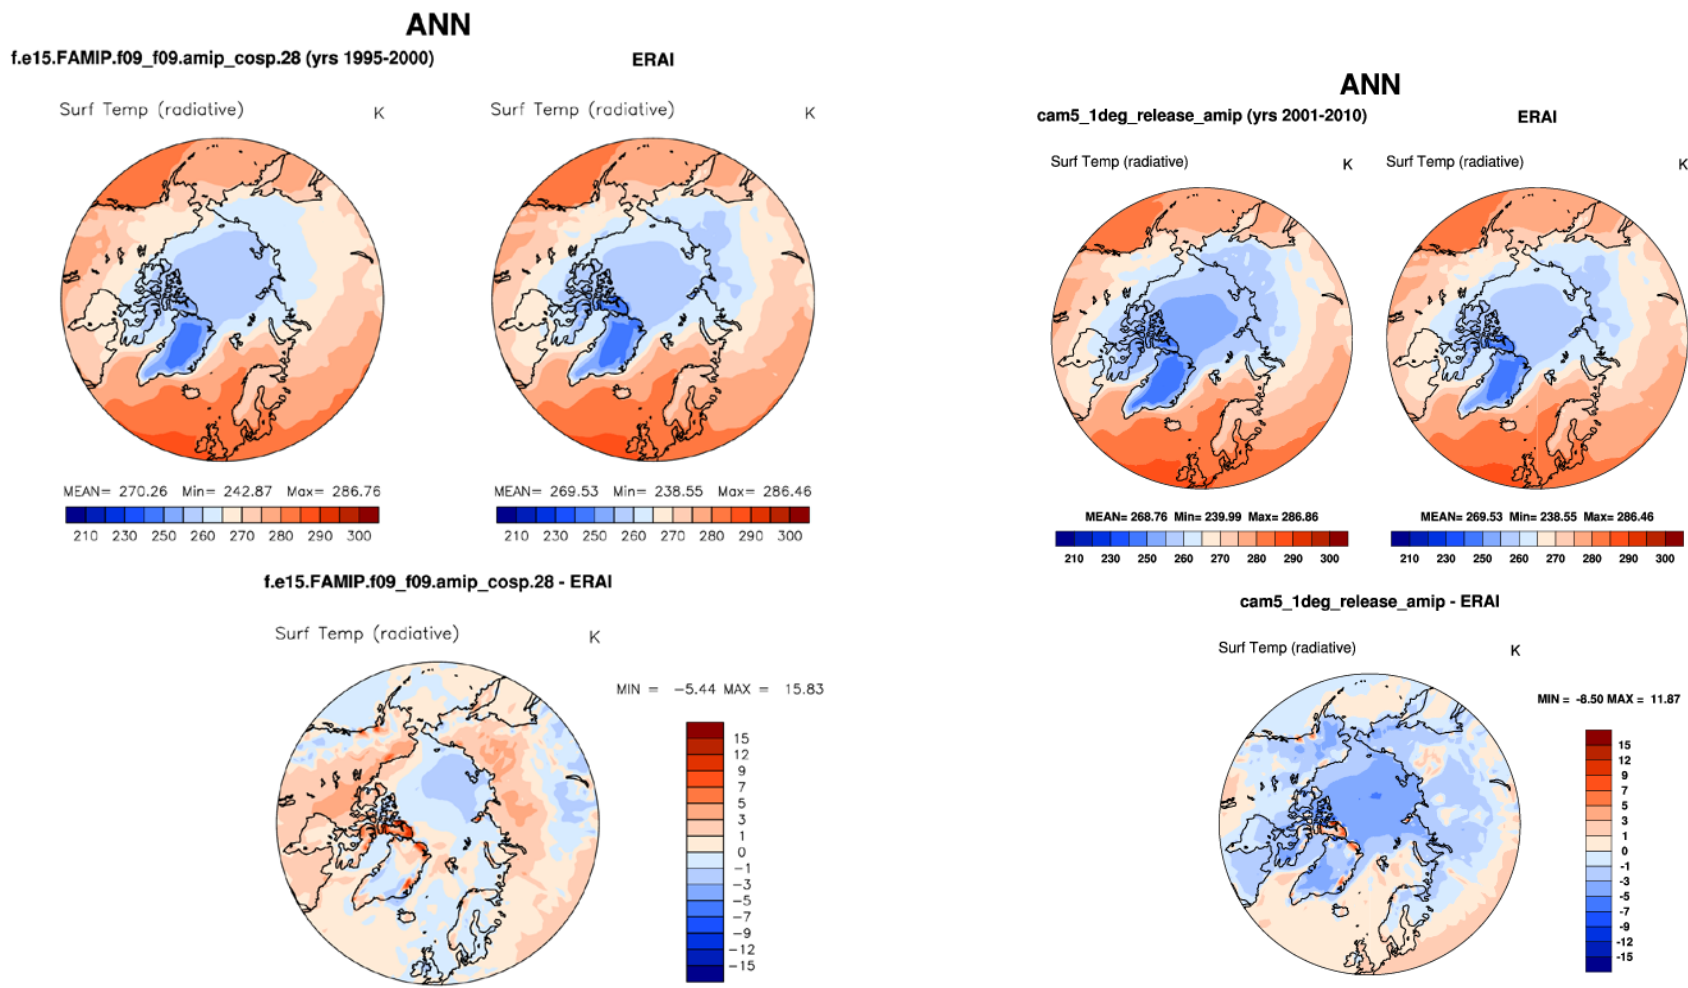 ANN
f.e15.FAMIP.f09_f09.amip_cosp.28 (yrs 1995-2000) ERAI
Surf Temp (radiative) K Surf Temp (radiative) K
MEAN= 270.26 Min= 242.87 Max= 286.76 MEAN= 269.53 Min= 238.55 Max= 286.46
210 230 250 260 270 280 290 300 210 230 250 260 270 280 290 300
f.e15.FAMIP.f09_f09.amip_cosp.28 - ERAI
Surf Temp (radiative) K
MIN = -5.44 MAX = 15.83
15
12
9
7
5
3
1
0
-1
-3
-5
-7
-9
-12
-15
ANN
cam5_1deg_release_amip (yrs 2001-2010) ERAI
Surf Temp (radiative) K Surf Temp (radiative) K
MEAN= 268.76 Min= 239.99 Max= 286.86 MEAN= 269.53 Min= 238.55 Max= 286.46
210 230 250 260 270 280 290 300 210 230 250 260 270 280 290 300
cam5_1deg_release_amip - ERAI
Surf Temp (radiative) K
MIN = -8.50 MAX = 11.87
15
12
9
7
5
3
1
0
-1
-3
-5
-7
-9
-12
-15